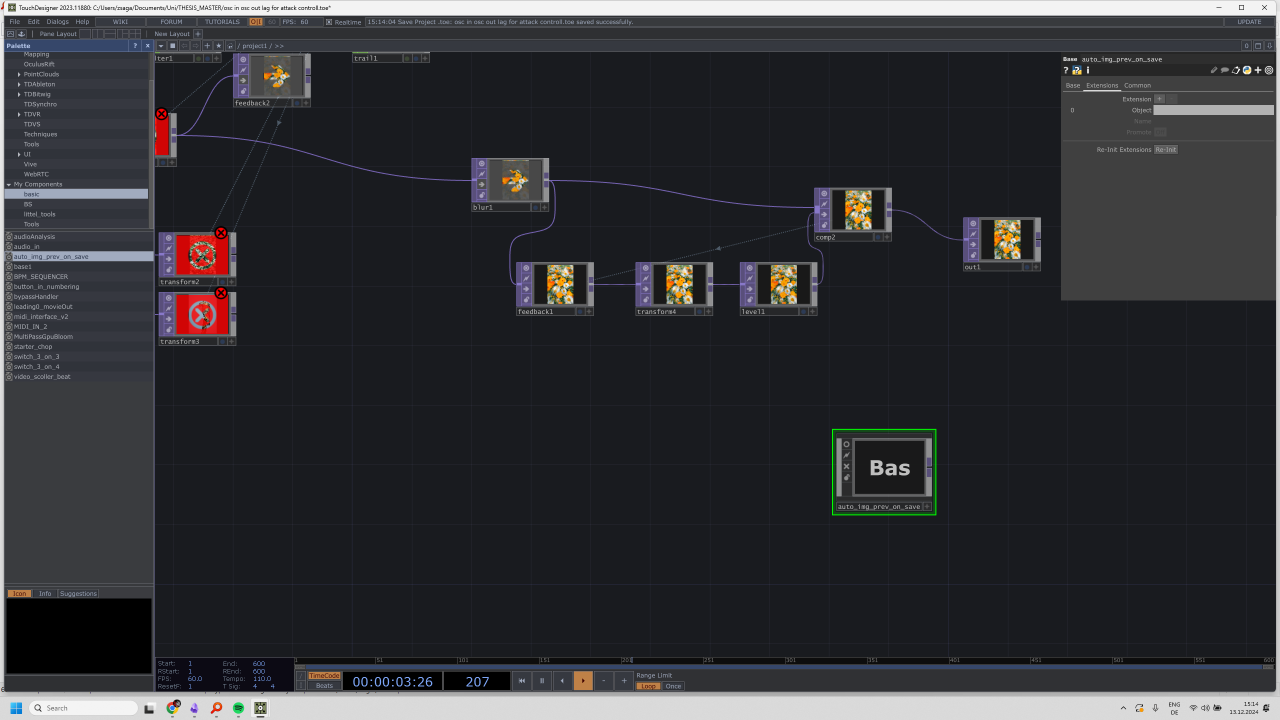 TouchDesigner 2023.11880: C:/Users/zsaga/Documents/Uni/THESIS_MASTER/osc in osc out lag for attack controll.toe*
File Edit Dialogs Help WIKI FORUM TUTORIALS OII 60 FPS: 60 Realtime 15:14:04 Save Project .toe: osc in osc out lag for attack controll.toe saved successfully. UPDATE
Pane Layout New Layout +
Palette ? x / project1 / >>
Mapping
OculusRift
PointClouds
TDAbleton
TDBitwig
TDSynchro
TDVR
TDVS
Techniques
Tools
UI
Vive
WebRTC
My Components
basic
BS
littel_tools
Tools
audioAnalysis
audio_in
auto_img_prev_on_save
base1
BPM_SEQUENCER
button_in_numbering
bypassHandler
leading0_movieOut
midi_interface_v2
MIDI_IN_2
MultiPassGpuBloom
starter_chop
switch_3_on_3
switch_3_on_4
video_scoller_beat
Icon Info Suggestions
iter1
trail1
feedback2
blur1
comp2
out1
transform2
feedback1
transform4
level1
transform3
Bas
auto_img_prev_on_save
Base auto_img_prev_on_save
? i
Base Extensions Common
Extension +
0 Object
Name
Promote
Re-Init Extensions Re-Init
Start: 1 End: 600
RStart: 1 REnd: 600
FPS: 60.0 Tempo: 110.0
ResetF: 1 T Sig: 4 4
1 51 101 151 201 251 301 351 401 451 501 551 600
TimeCode
Beats
00:00:03:26
207
Range Limit
Loop Once
Search
ENG
DE
15:14
13.12.2024